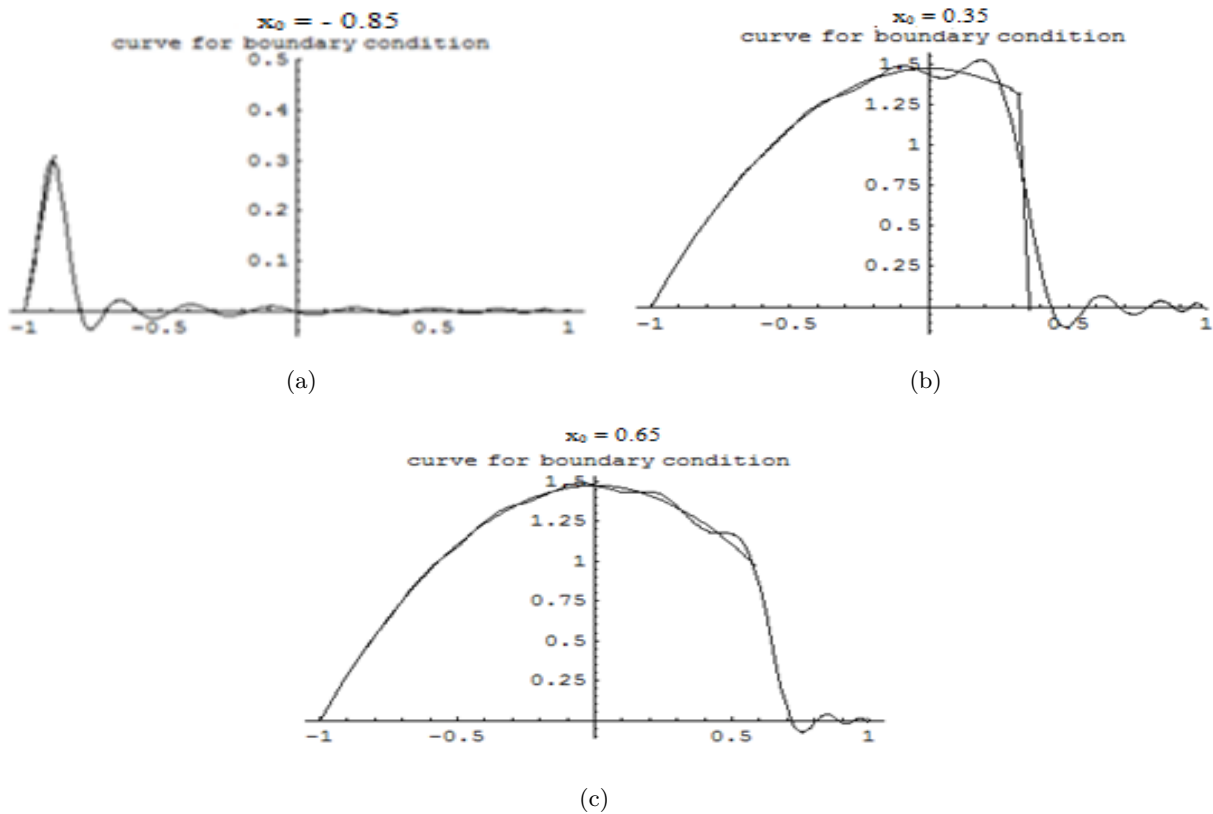 x₀ = - 0.85
curve for boundary condition
0.5
0.4
0.3
0.2
0.1
-1 -0.5 0.5 1
(a)
x₀ = 0.35
curve for boundary condition
1.5
1.25
1
0.75
0.5
0.25
-1 -0.5 0.5 1
(b)
x₀ = 0.65
curve for boundary condition
1.5
1.25
1
0.75
0.5
0.25
-1 -0.5 0.5 1
(c)